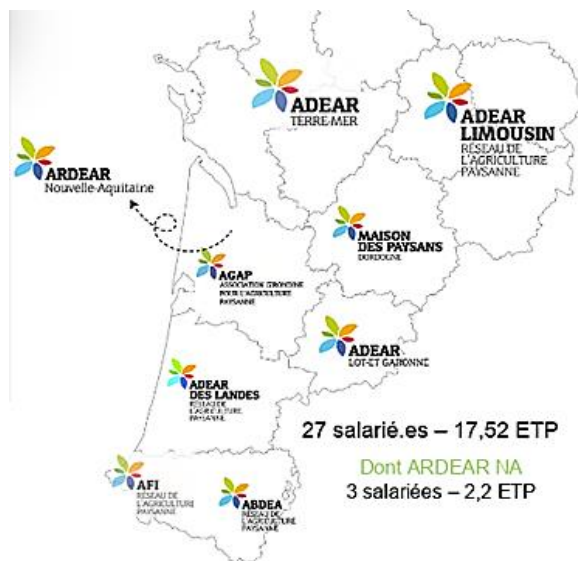 ADEAR
TERRE-MER
ADEAR
LIMOUSIN
RÉSEAU DE
L'AGRICULTURE
PAYSANNE
ARDEAR
Nouvelle-Aquitaine
MAISON
DES PAYSANS
DORDOGNE
AGAP
ASSOCIATION GIRONDINE
POUR L'AGRICULTURE
PAYSANNE
ADEAR
LOT-ET GARONNE
ADEAR
DES LANDES
RÉSEAU DE
L'AGRICULTURE
PAYSANNE
27 salarié.es – 17,52 ETP
Dont ARDEAR NA
3 salariées – 2,2 ETP
AFI
RÉSEAU DE
L'AGRICULTURE
PAYSANNE
ABDEA
RÉSEAU DE
L'AGRICULTURE
PAYSANNE